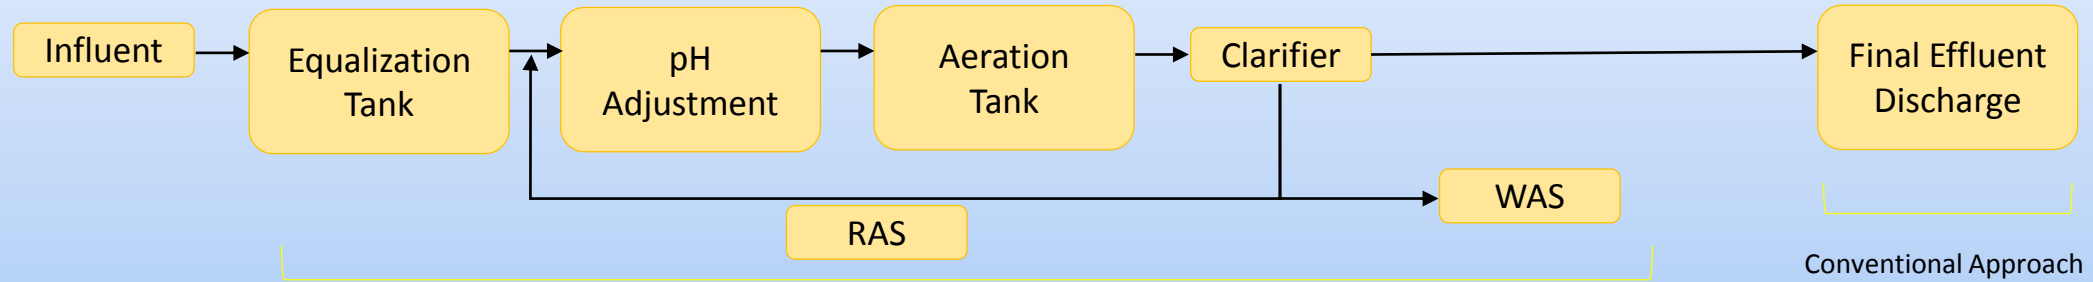 Influent
Equalization
Tank
pH
Adjustment
Aeration
Tank
Clarifier
Final Effluent
Discharge
WAS
RAS
Conventional Approach